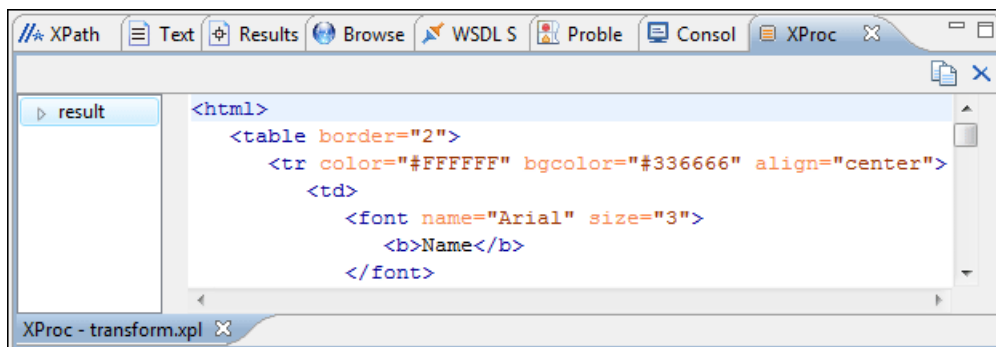 XPath Text Results Browse WSDL S Proble Consol XProc
result
<html>
<table border="2">
<tr color="#FFFFFF" bgcolor="#336666" align="center">
<td>
<font name="Arial" size="3">
<b>Name</b>
</font>
XProc - transform.xpl